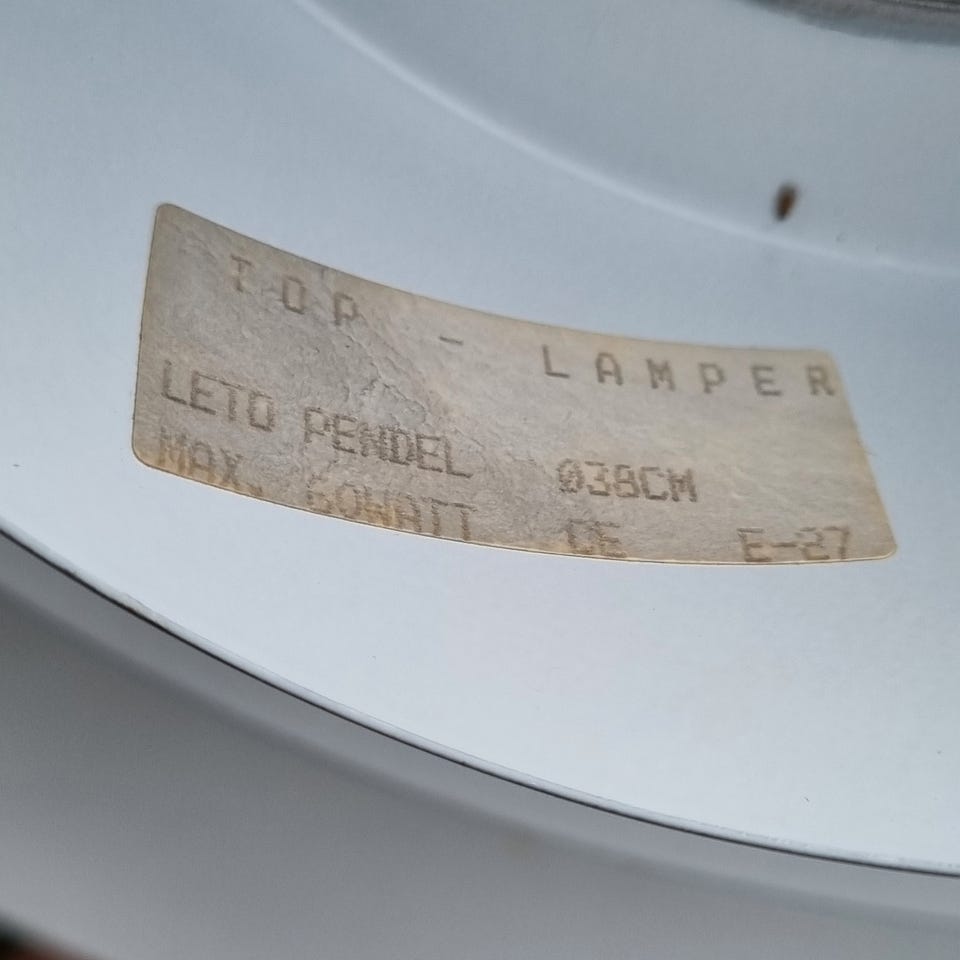 TOP - LAMPER
LETO PENDEL Ø38CM
MAX. 60WATT CE E-27